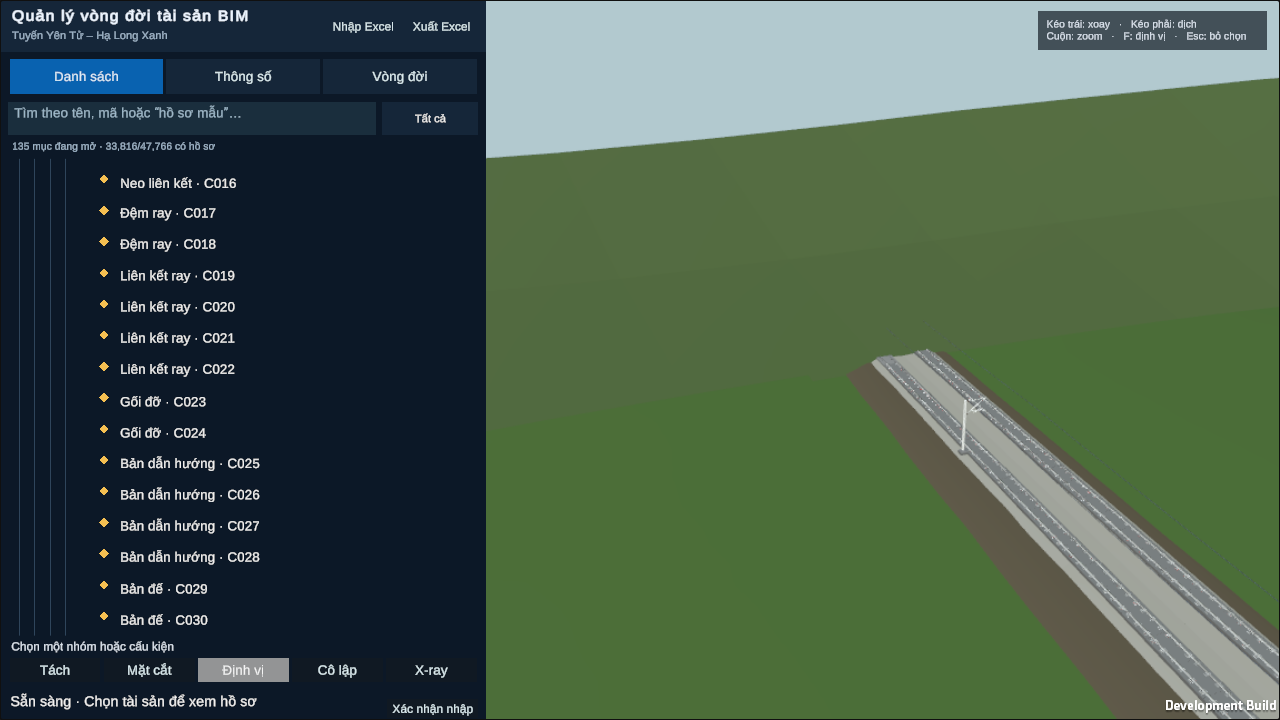 Quản lý vòng đời tài sản BIM
Tuyến Yên Tử – Hạ Long Xanh
Nhập Excel
Xuất Excel
Danh sách
Thông số
Vòng đời
Tìm theo tên, mã hoặc "hồ sơ mẫu"...
Tất cả
135 mục đang mở · 33,816/47,766 có hồ sơ
Neo liên kết · C016
Đệm ray · C017
Đệm ray · C018
Liên kết ray · C019
Liên kết ray · C020
Liên kết ray · C021
Liên kết ray · C022
Gối đỡ · C023
Gối đỡ · C024
Bản dẫn hướng · C025
Bản dẫn hướng · C026
Bản dẫn hướng · C027
Bản dẫn hướng · C028
Bản đế · C029
Bản đế · C030
Chọn một nhóm hoặc cấu kiện
Tách
Mặt cắt
Định vị
Cô lập
X-ray
Sẵn sàng · Chọn tài sản để xem hồ sơ
Xác nhận nhập
Kéo trái: xoay · Kéo phải: dịch
Cuộn: zoom · F: định vị · Esc: bỏ chọn
Development Build